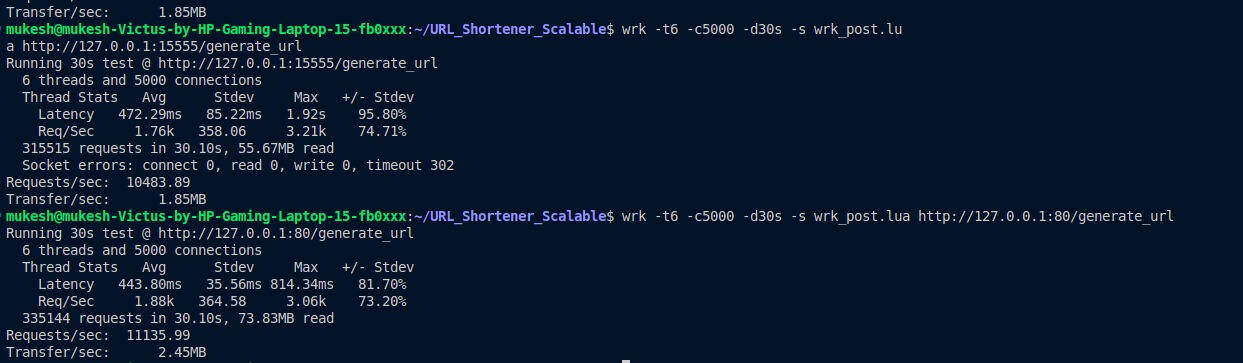 Transfer/sec:      1.85MB
mukesh@mukesh-Victus-by-HP-Gaming-Laptop-15-fb0xxx:~/URL_Shortener_Scalable$ wrk -t6 -c5000 -d30s -s wrk_post.lu
a http://127.0.0.1:15555/generate_url
Running 30s test @ http://127.0.0.1:15555/generate_url
  6 threads and 5000 connections
  Thread Stats   Avg      Stdev     Max   +/- Stdev
    Latency   472.29ms   85.22ms   1.92s    95.80%
    Req/Sec     1.76k   358.06     3.21k    74.71%
  315515 requests in 30.10s, 55.67MB read
  Socket errors: connect 0, read 0, write 0, timeout 302
Requests/sec:  10483.89
Transfer/sec:      1.85MB
mukesh@mukesh-Victus-by-HP-Gaming-Laptop-15-fb0xxx:~/URL_Shortener_Scalable$ wrk -t6 -c5000 -d30s -s wrk_post.lua http://127.0.0.1:80/generate_url
Running 30s test @ http://127.0.0.1:80/generate_url
  6 threads and 5000 connections
  Thread Stats   Avg      Stdev     Max   +/- Stdev
    Latency   443.80ms   35.56ms 814.34ms   81.70%
    Req/Sec     1.88k   364.58     3.06k    73.20%
  335144 requests in 30.10s, 73.83MB read
Requests/sec:  11135.99
Transfer/sec:      2.45MB